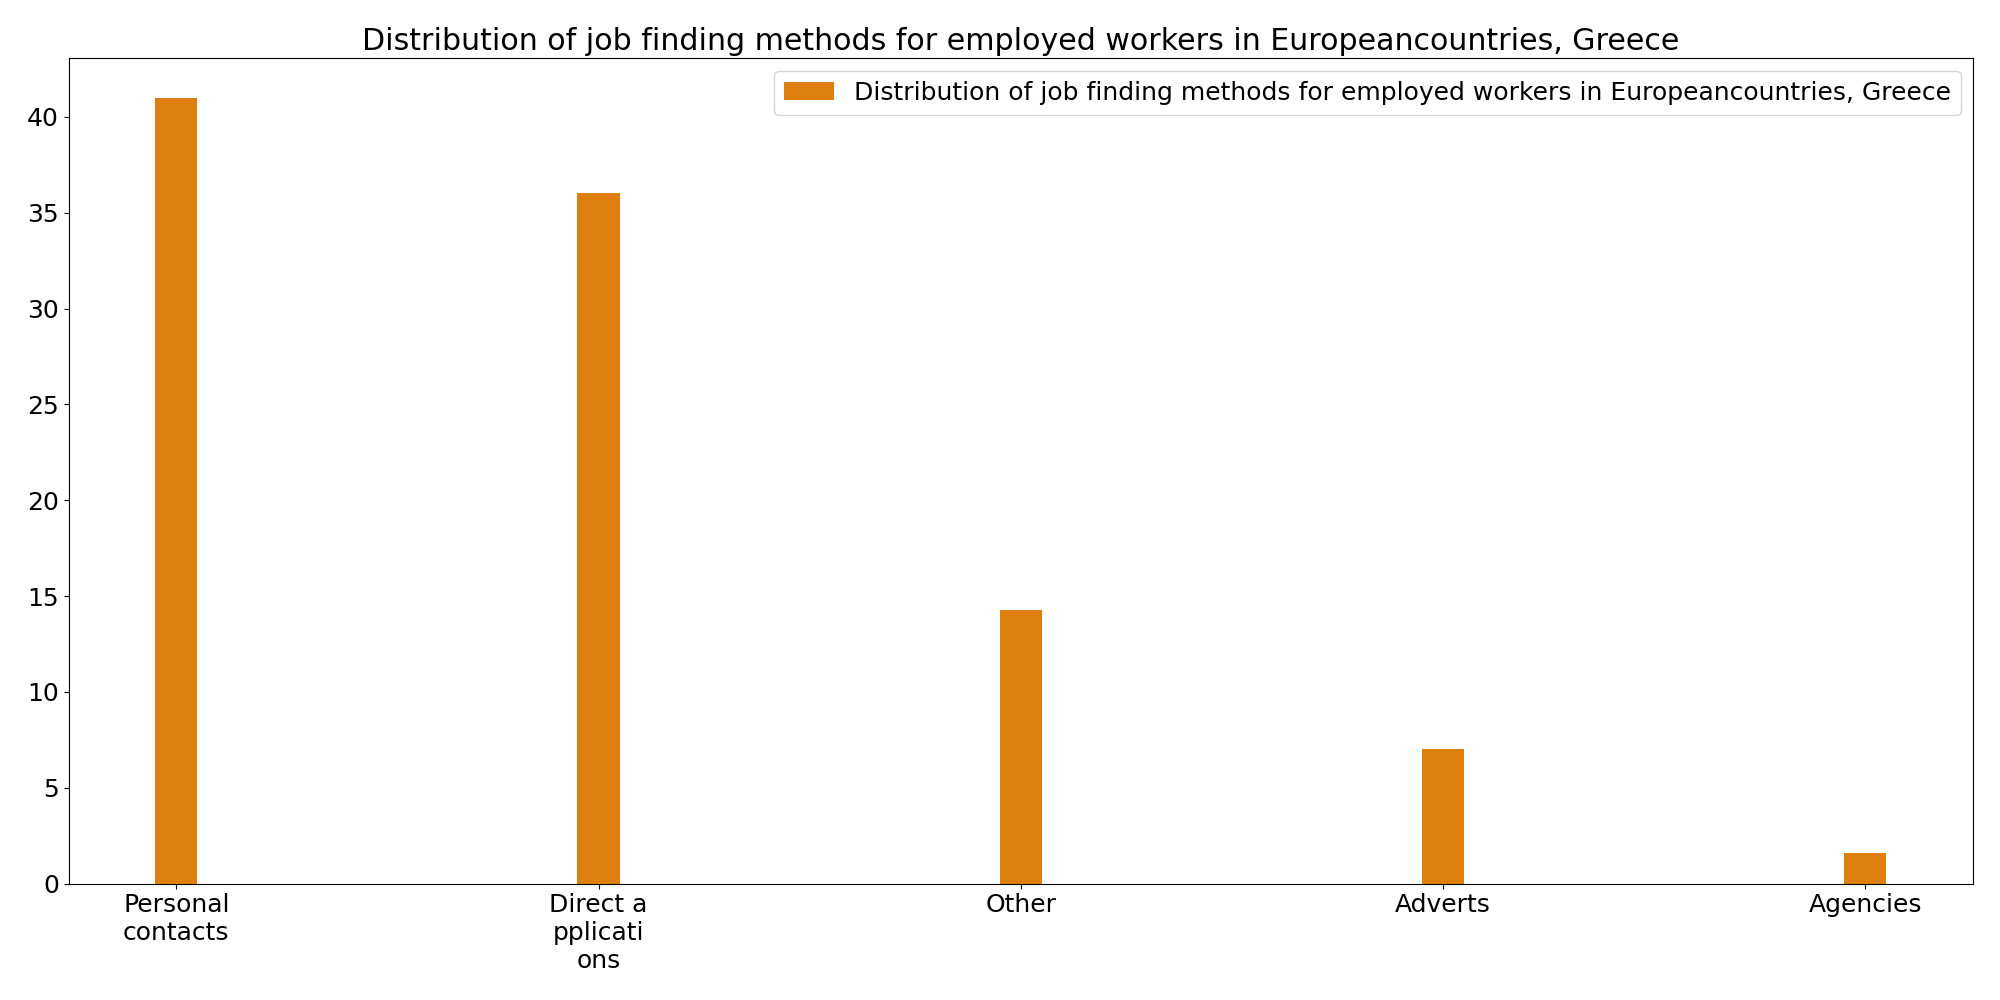 Distribution of job finding methods for employed workers in Europeancountries, Greece
Distribution of job finding methods for employed workers in Europeancountries, Greece
40
35
30
25
20
15
10
5
0
Personal
contacts
Direct a
pplicati
ons
Other
Adverts
Agencies